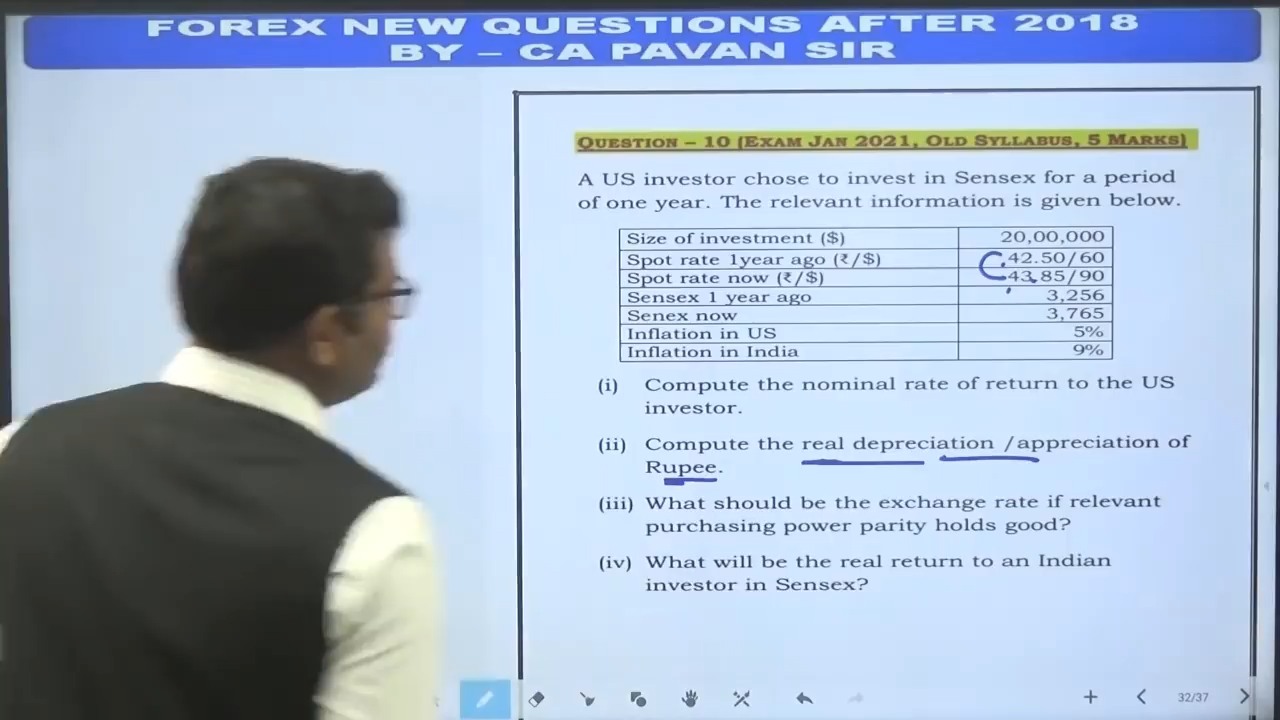 FOREX NEW QUESTIONS AFTER 2018
BY – CA PAVAN SIR
QUESTION – 10 (EXAM JAN 2021, OLD SYLLABUS, 5 MARKS)
A US investor chose to invest in Sensex for a period
of one year. The relevant information is given below.
Size of investment ($) 20,00,000
Spot rate 1year ago (₹/$) 42.50/60
Spot rate now (₹/$) 43.85/90
Sensex 1 year ago 3,256
Senex now 3,765
Inflation in US 5%
Inflation in India 9%
(i) Compute the nominal rate of return to the US
investor.
(ii) Compute the real depreciation /appreciation of
Rupee.
(iii) What should be the exchange rate if relevant
purchasing power parity holds good?
(iv) What will be the real return to an Indian
investor in Sensex?
32/37